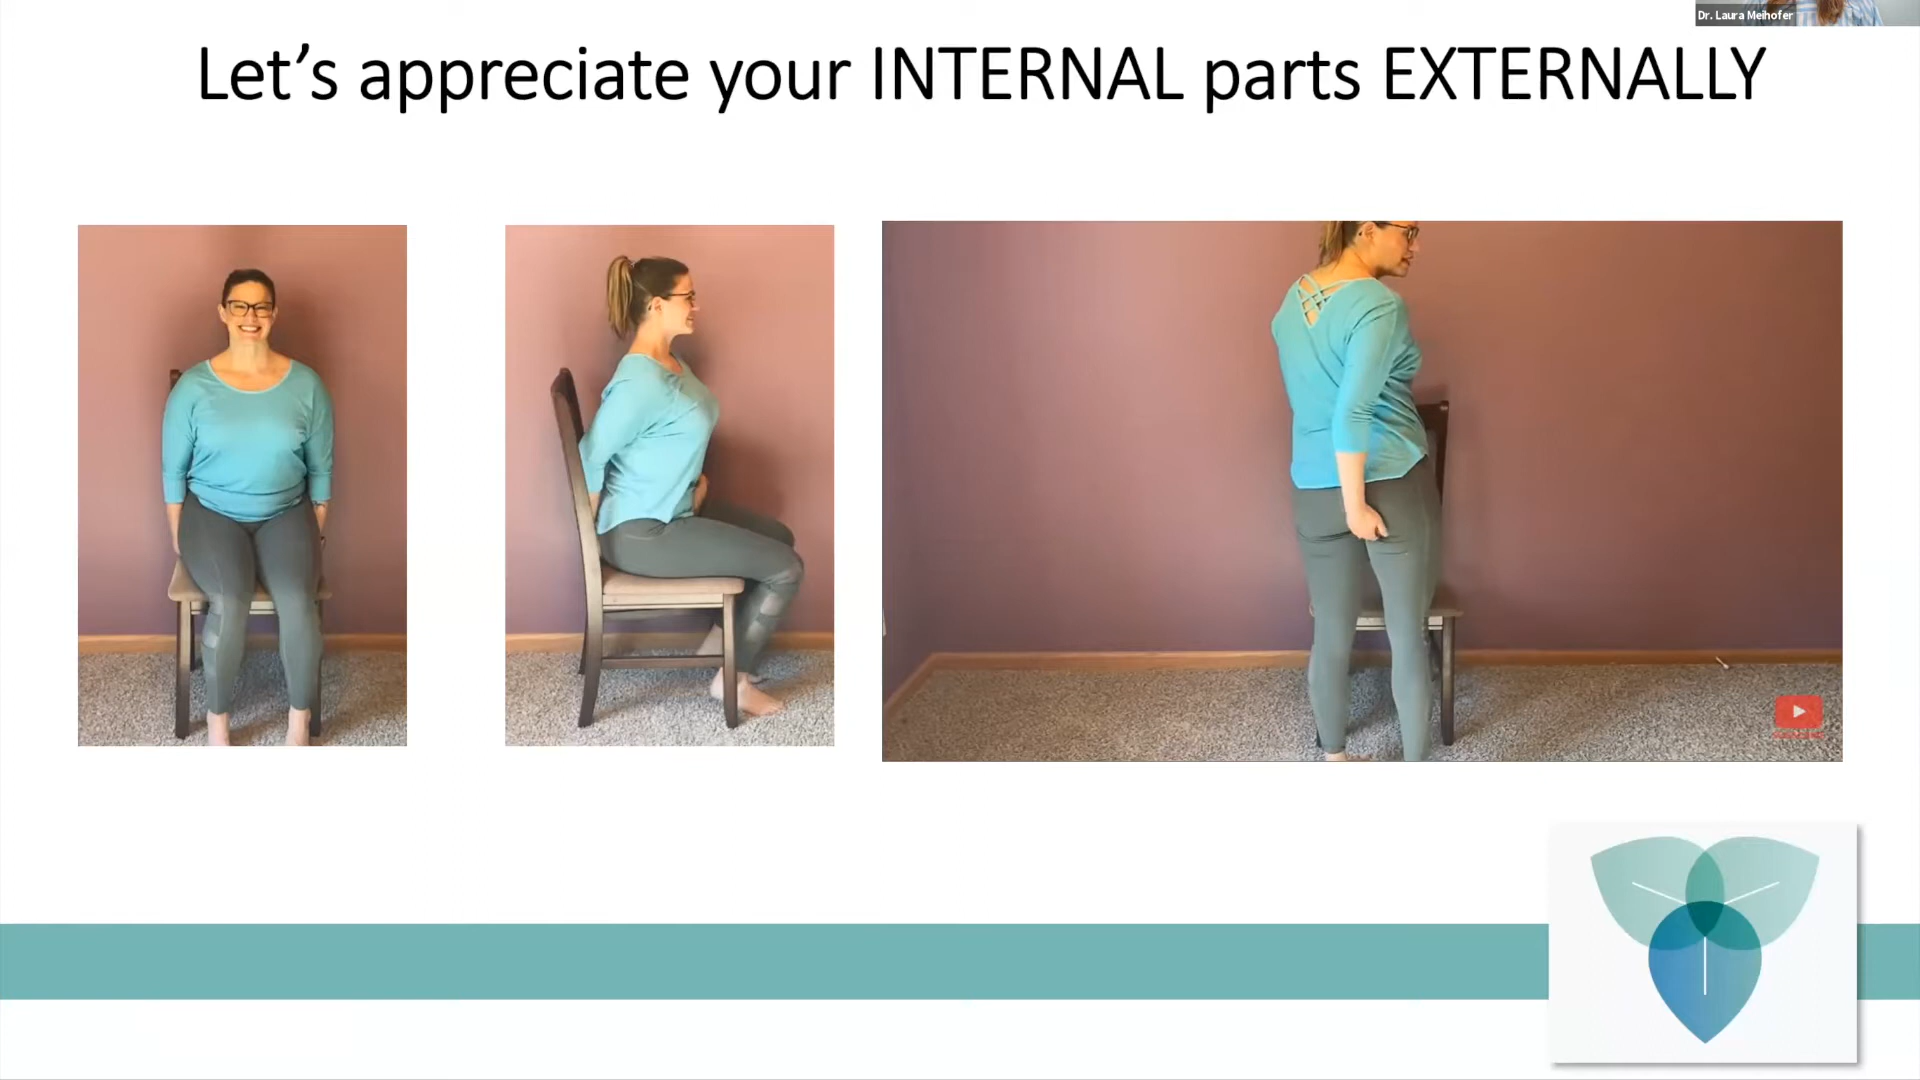 Dr. Laura Meihofer
Let's appreciate your INTERNAL parts EXTERNALLY